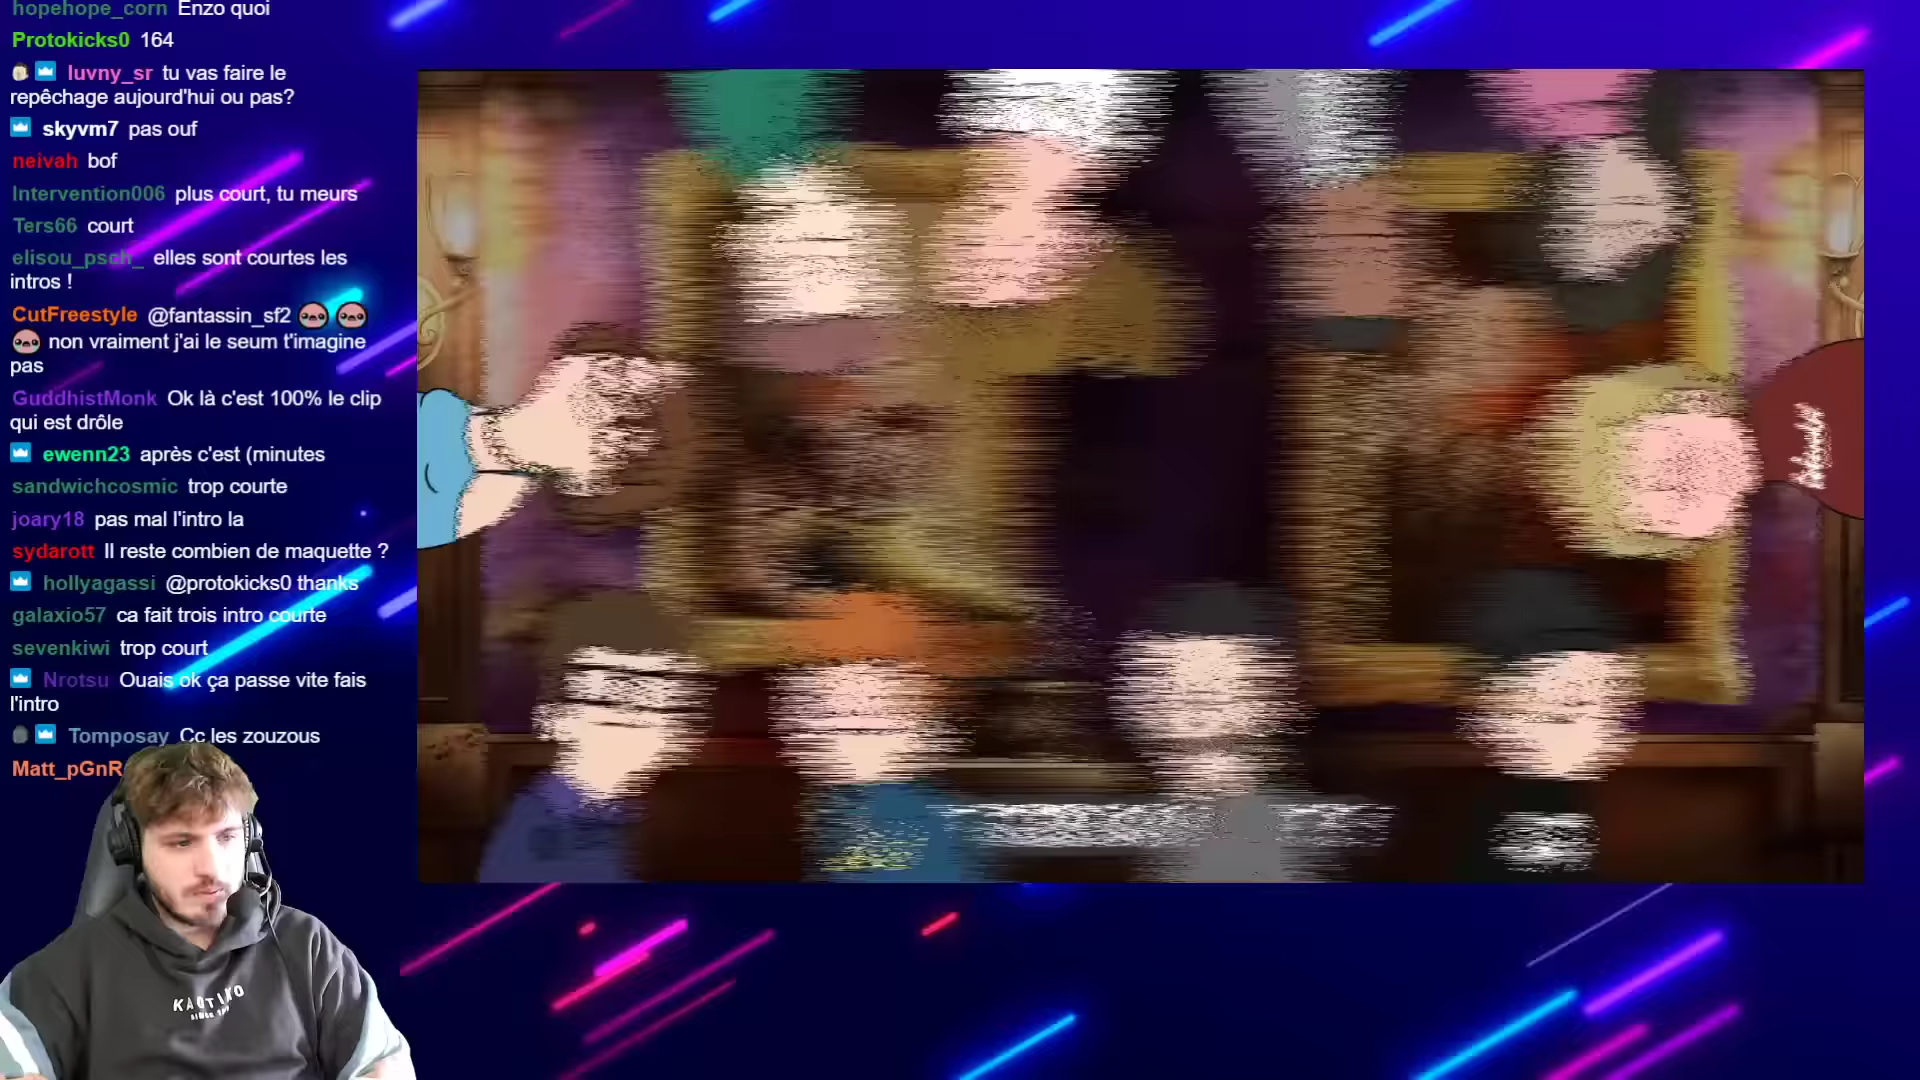 hopehope_corn Enzo quoi
Protokicks0 164
luvny_sr tu vas faire le
repêchage aujourd'hui ou pas?
skyvm7 pas ouf
neivah bof
Intervention006 plus court, tu meurs
Ters66 court
elisou_psch_ elles sont courtes les
intros !
CutFreestyle @fantassin_sf2
non vraiment j'ai le seum t'imagine
pas
GuddhistMonk Ok là c'est 100% le clip
qui est drôle
ewenn23 après c'est (minutes
sandwichcosmic trop courte
joary18 pas mal l'intro la
sydarott Il reste combien de maquette ?
hollyagassi @protokicks0 thanks
galaxio57 ca fait trois intro courte
sevenkiwi trop court
Nrotsu Ouais ok ça passe vite fais
l'intro
Tomposay Cc les zouzous
Matt_pGnR
KAOTIKO